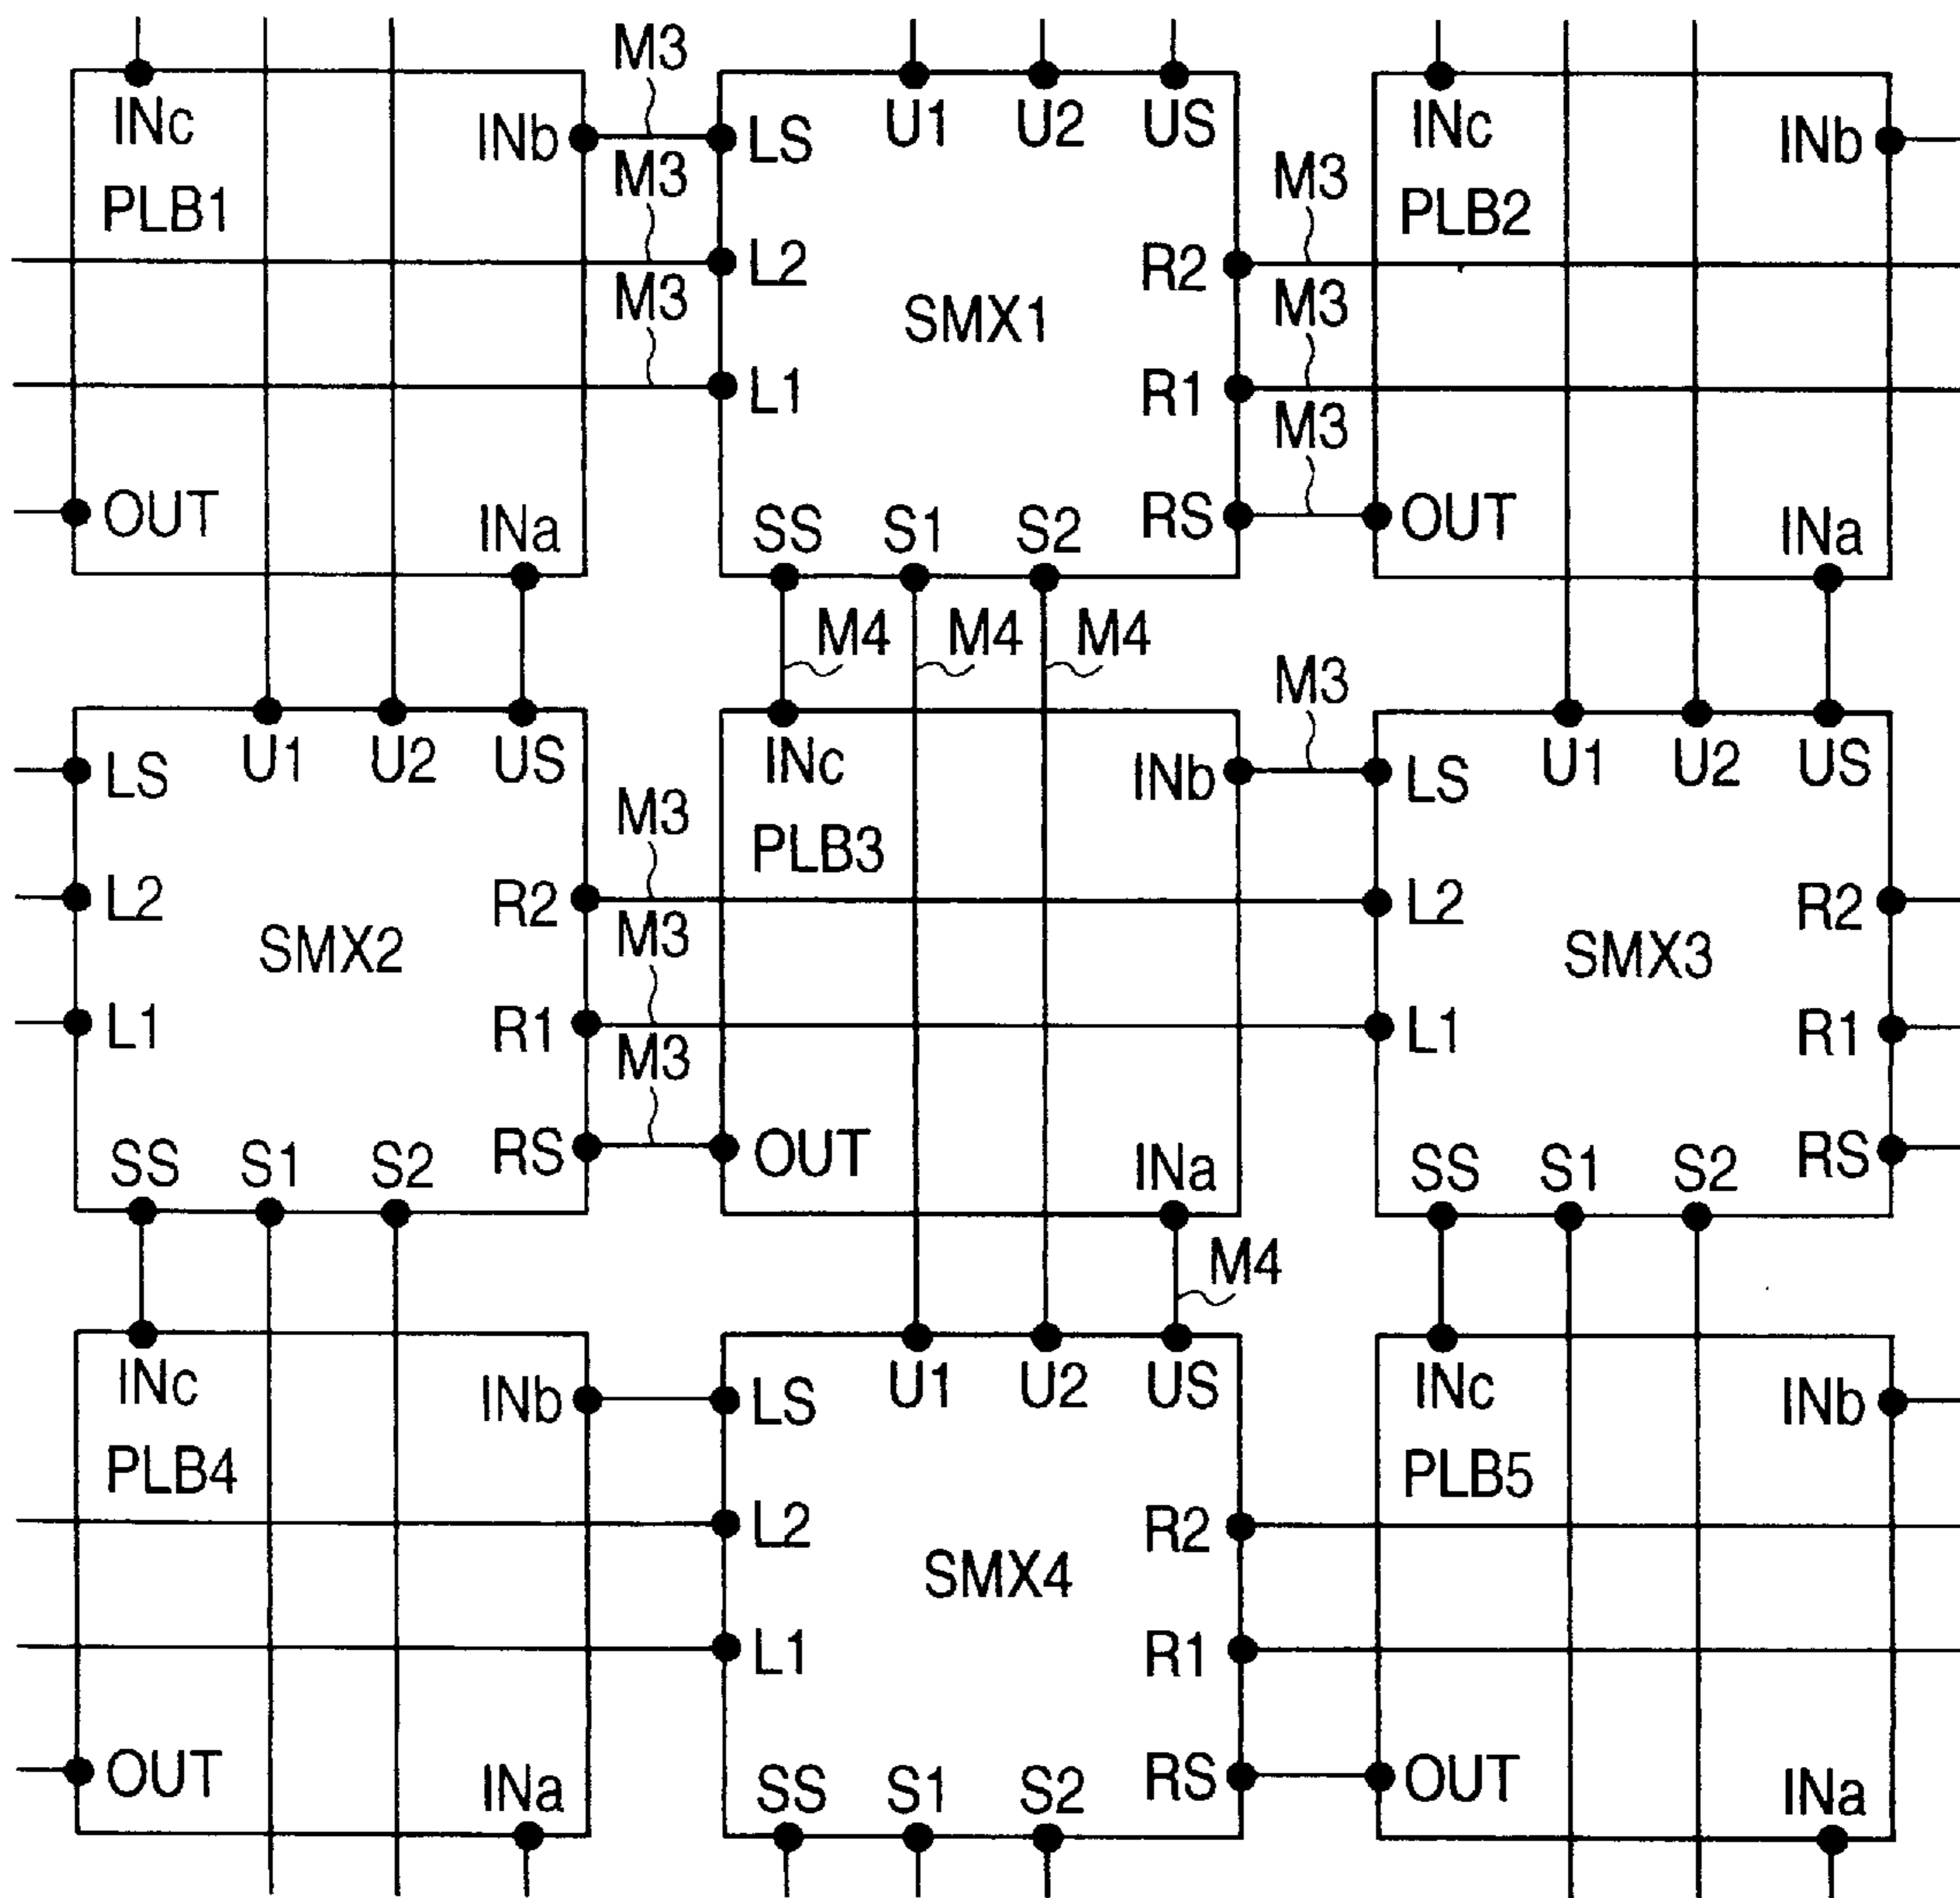 M3
INc INb LS U1 U2 US INc INb
PLB1 M3 M3 PLB2
L2 R2
M3 SMX1 M3
L1 R1
M3
OUT INa SS S1 S2 RS OUT INa
M4 M4 M4
M3
LS U1 U2 US INc INb LS U1 U2 US
M3
PLB3
L2 R2 L2 R2
SMX2 M3 SMX3
L1 R1 L1 R1
M3
SS S1 S2 RS OUT INa SS S1 S2 RS
M4
INc INb LS U1 U2 US INc INb
PLB4 PLB5
L2 R2
SMX4
L1 R1
OUT INa SS S1 S2 RS OUT INa